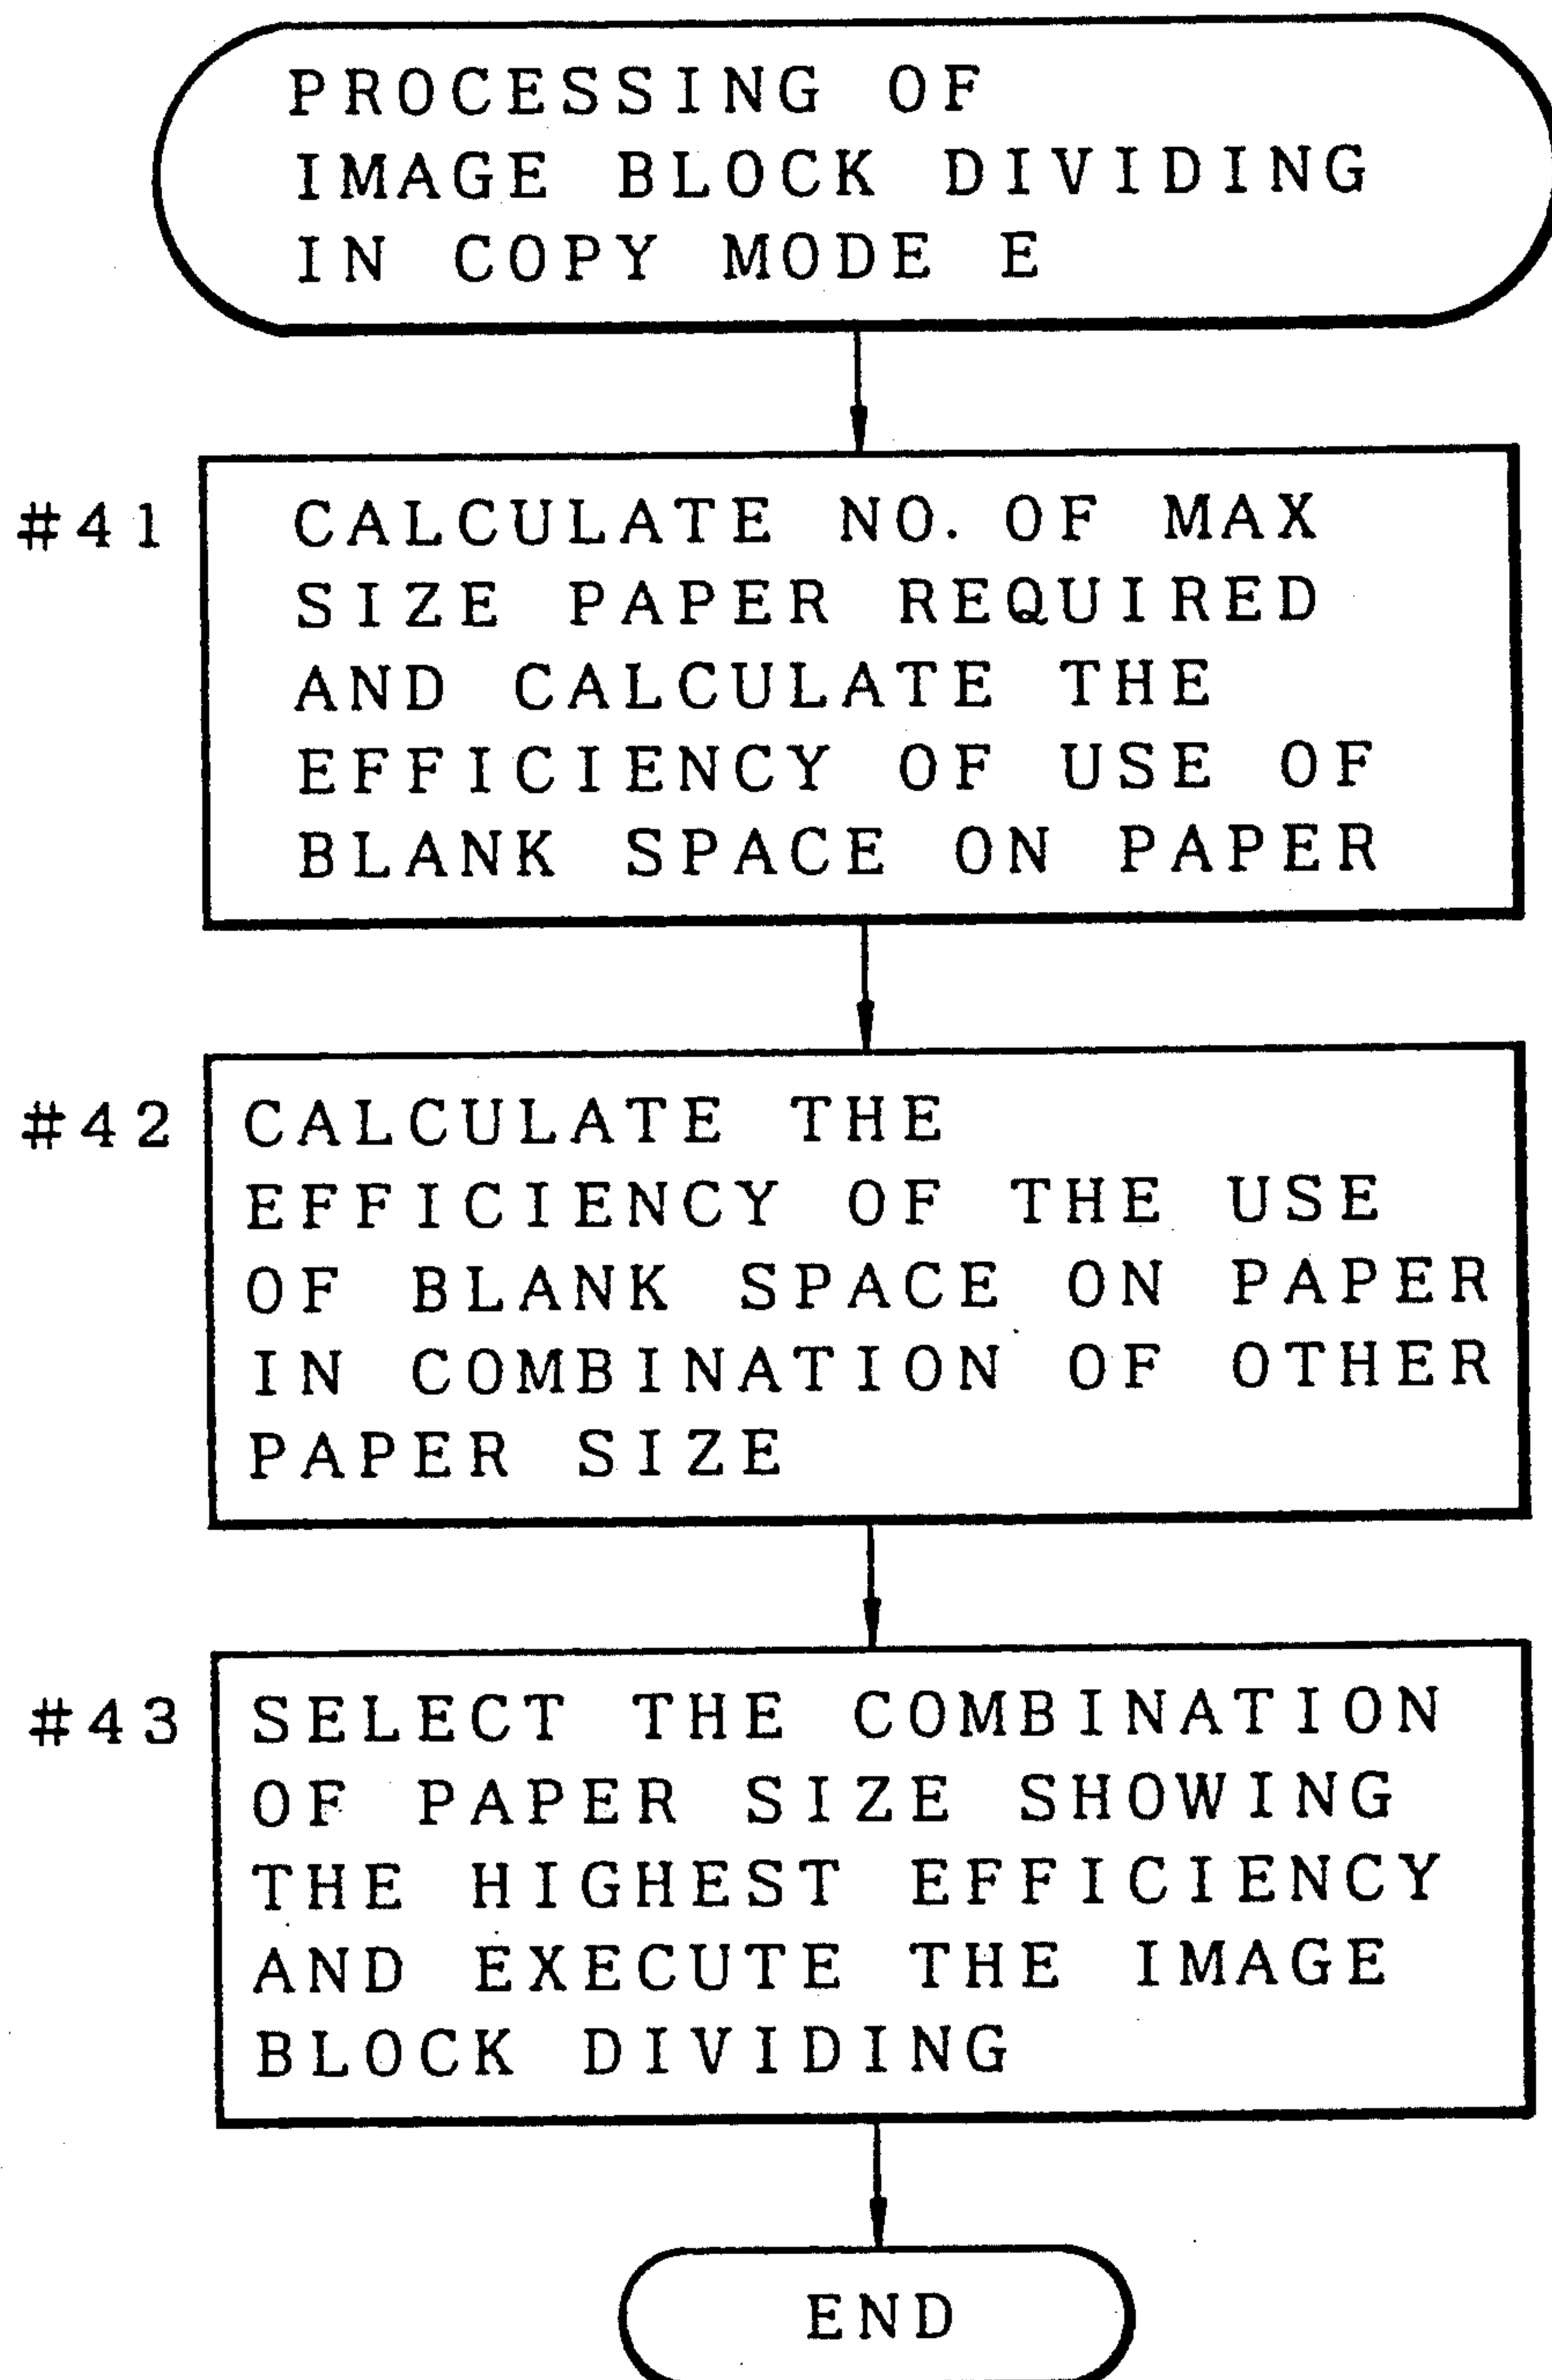 PROCESSING OF
IMAGE BLOCK DIVIDING
IN COPY MODE E
#41
CALCULATE NO. OF MAX
SIZE PAPER REQUIRED
AND CALCULATE THE
EFFICIENCY OF USE OF
BLANK SPACE ON PAPER
#42
CALCULATE THE
EFFICIENCY OF THE USE
OF BLANK SPACE ON PAPER
IN COMBINATION OF OTHER
PAPER SIZE
#43
SELECT THE COMBINATION
OF PAPER SIZE SHOWING
THE HIGHEST EFFICIENCY
AND EXECUTE THE IMAGE
BLOCK DIVIDING
END